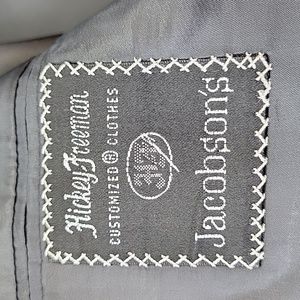 Hickey Freeman
CUSTOMIZED ® CLOTHES
Jacobson's